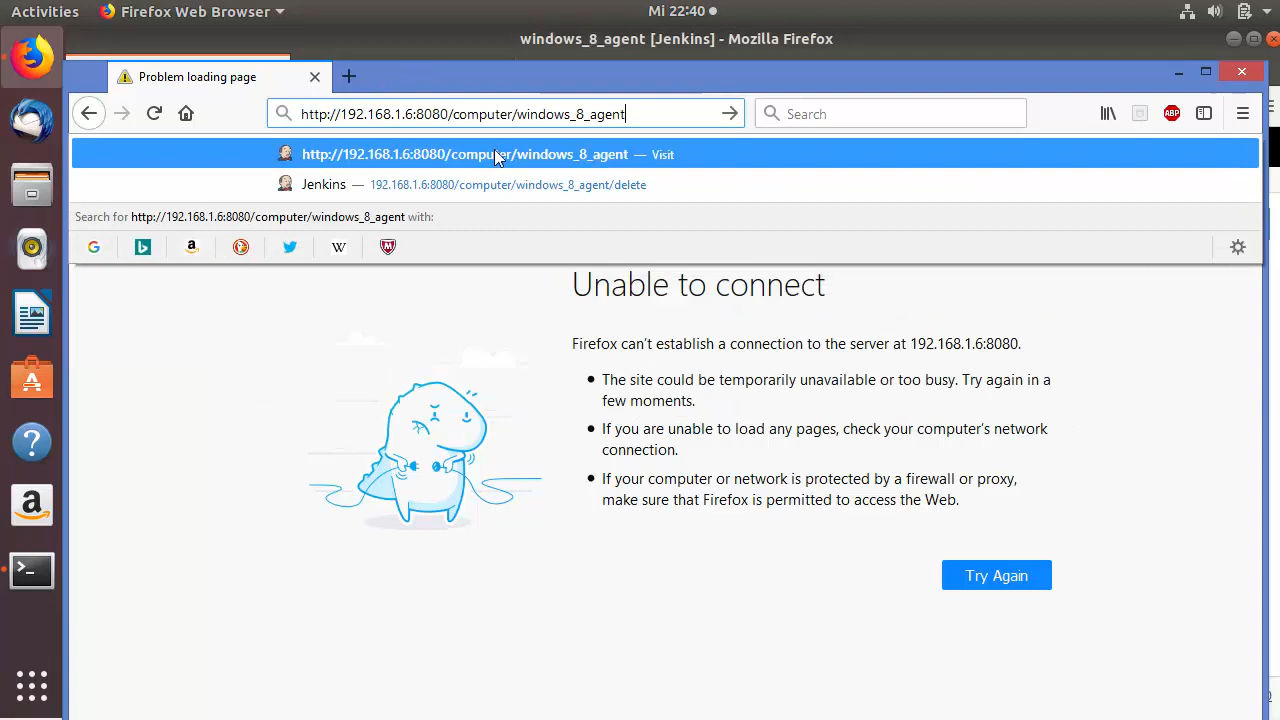 Activities Firefox Web Browser Mi 22:40
windows_8_agent [Jenkins] - Mozilla Firefox
Problem loading page
http://192.168.1.6:8080/computer/windows_8_agent Search ABP
http://192.168.1.6:8080/computer/windows_8_agent — Visit
Jenkins — 192.168.1.6:8080/computer/windows_8_agent/delete
Search for http://192.168.1.6:8080/computer/windows_8_agent with:
Unable to connect
Firefox can't establish a connection to the server at 192.168.1.6:8080.
The site could be temporarily unavailable or too busy. Try again in a
few moments.
If you are unable to load any pages, check your computer's network
connection.
If your computer or network is protected by a firewall or proxy,
make sure that Firefox is permitted to access the Web.
Try Again